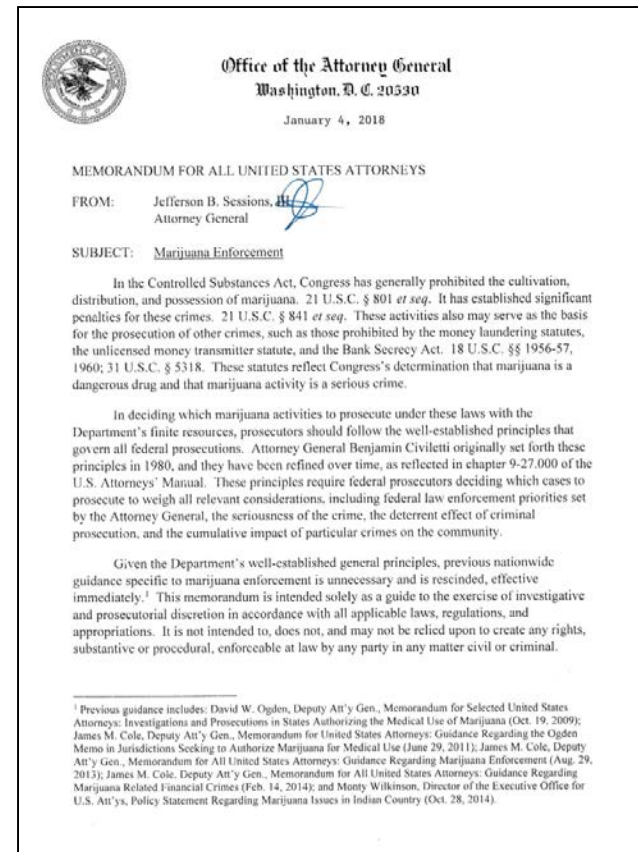 Office of the Attorney General
Washington, D. C. 20530
January 4, 2018
MEMORANDUM FOR ALL UNITED STATES ATTORNEYS
FROM: Jefferson B. Sessions, III
Attorney General
SUBJECT: Marijuana Enforcement
In the Controlled Substances Act, Congress has generally prohibited the cultivation,
distribution, and possession of marijuana. 21 U.S.C. § 801 et seq. It has established significant
penalties for these crimes. 21 U.S.C. § 841 et seq. These activities also may serve as the basis
for the prosecution of other crimes, such as those prohibited by the money laundering statutes,
the unlicensed money transmitter statute, and the Bank Secrecy Act. 18 U.S.C. §§ 1956-57,
1960; 31 U.S.C. § 5318. These statutes reflect Congress's determination that marijuana is a
dangerous drug and that marijuana activity is a serious crime.
In deciding which marijuana activities to prosecute under these laws with the
Department's finite resources, prosecutors should follow the well-established principles that
govern all federal prosecutions. Attorney General Benjamin Civiletti originally set forth these
principles in 1980, and they have been refined over time, as reflected in chapter 9-27.000 of the
U.S. Attorneys' Manual. These principles require federal prosecutors deciding which cases to
prosecute to weigh all relevant considerations, including federal law enforcement priorities set
by the Attorney General, the seriousness of the crime, the deterrent effect of criminal
prosecution, and the cumulative impact of particular crimes on the community.
Given the Department's well-established general principles, previous nationwide
guidance specific to marijuana enforcement is unnecessary and is rescinded, effective
immediately.¹ This memorandum is intended solely as a guide to the exercise of investigative
and prosecutorial discretion in accordance with all applicable laws, regulations, and
appropriations. It is not intended to, does not, and may not be relied upon to create any rights,
substantive or procedural, enforceable at law by any party in any matter civil or criminal.
¹ Previous guidance includes: David W. Ogden, Deputy Att'y Gen., Memorandum for Selected United States
Attorneys: Investigations and Prosecutions in States Authorizing the Medical Use of Marijuana (Oct. 19, 2009);
James M. Cole, Deputy Att'y Gen., Memorandum for United States Attorneys: Guidance Regarding the Ogden
Memo in Jurisdictions Seeking to Authorize Marijuana for Medical Use (June 29, 2011); James M. Cole, Deputy
Att'y Gen., Memorandum for All United States Attorneys: Guidance Regarding Marijuana Enforcement (Aug. 29,
2013); James M. Cole, Deputy Att'y Gen., Memorandum for All United States Attorneys: Guidance Regarding
Marijuana Related Financial Crimes (Feb. 14, 2014); and Monty Wilkinson, Director of the Executive Office for
U.S. Att'ys, Policy Statement Regarding Marijuana Issues in Indian Country (Oct. 28, 2014).